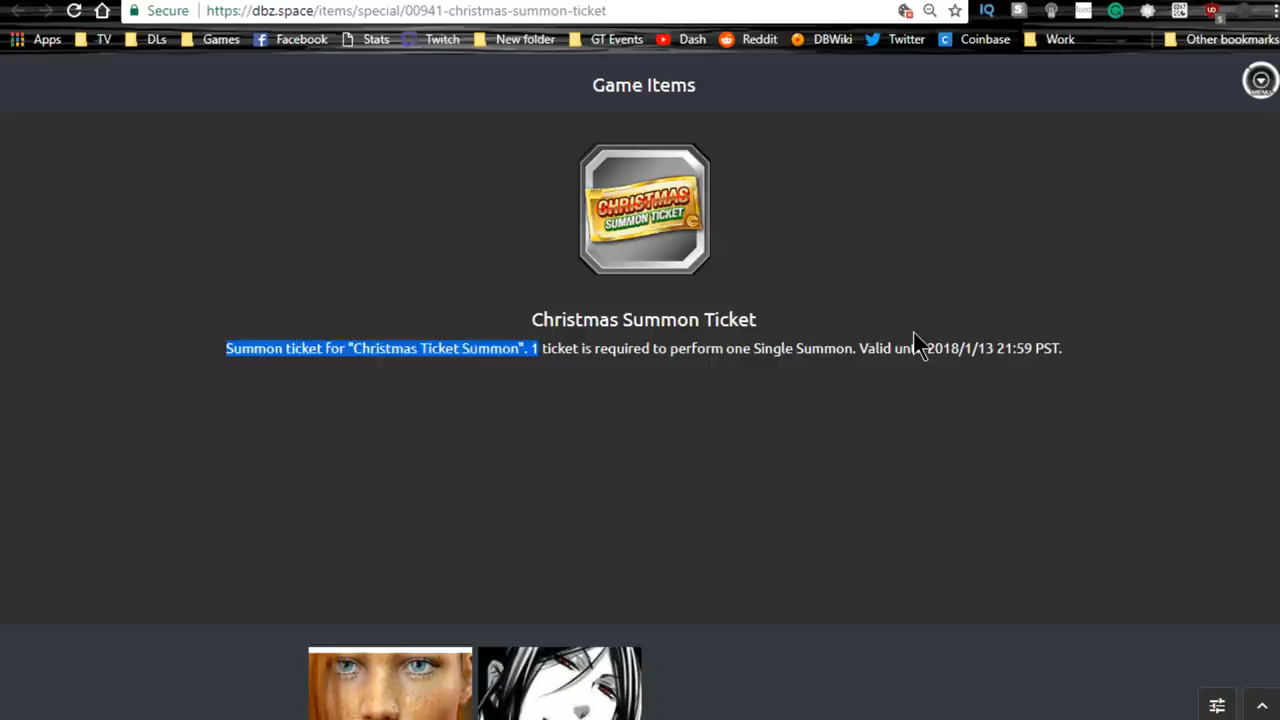 Secure https://dbz.space/items/special/00941-christmas-summon-ticket
Apps TV DLs Games Facebook Stats Twitch New folder GT Events Dash Reddit DBWiki Twitter Coinbase Work Other bookmarks
Game Items
MENU
CHRISTMAS
SUMMON TICKET
Christmas Summon Ticket
Summon ticket for "Christmas Ticket Summon". 1 ticket is required to perform one Single Summon. Valid 2018/1/13 21:59 PST.